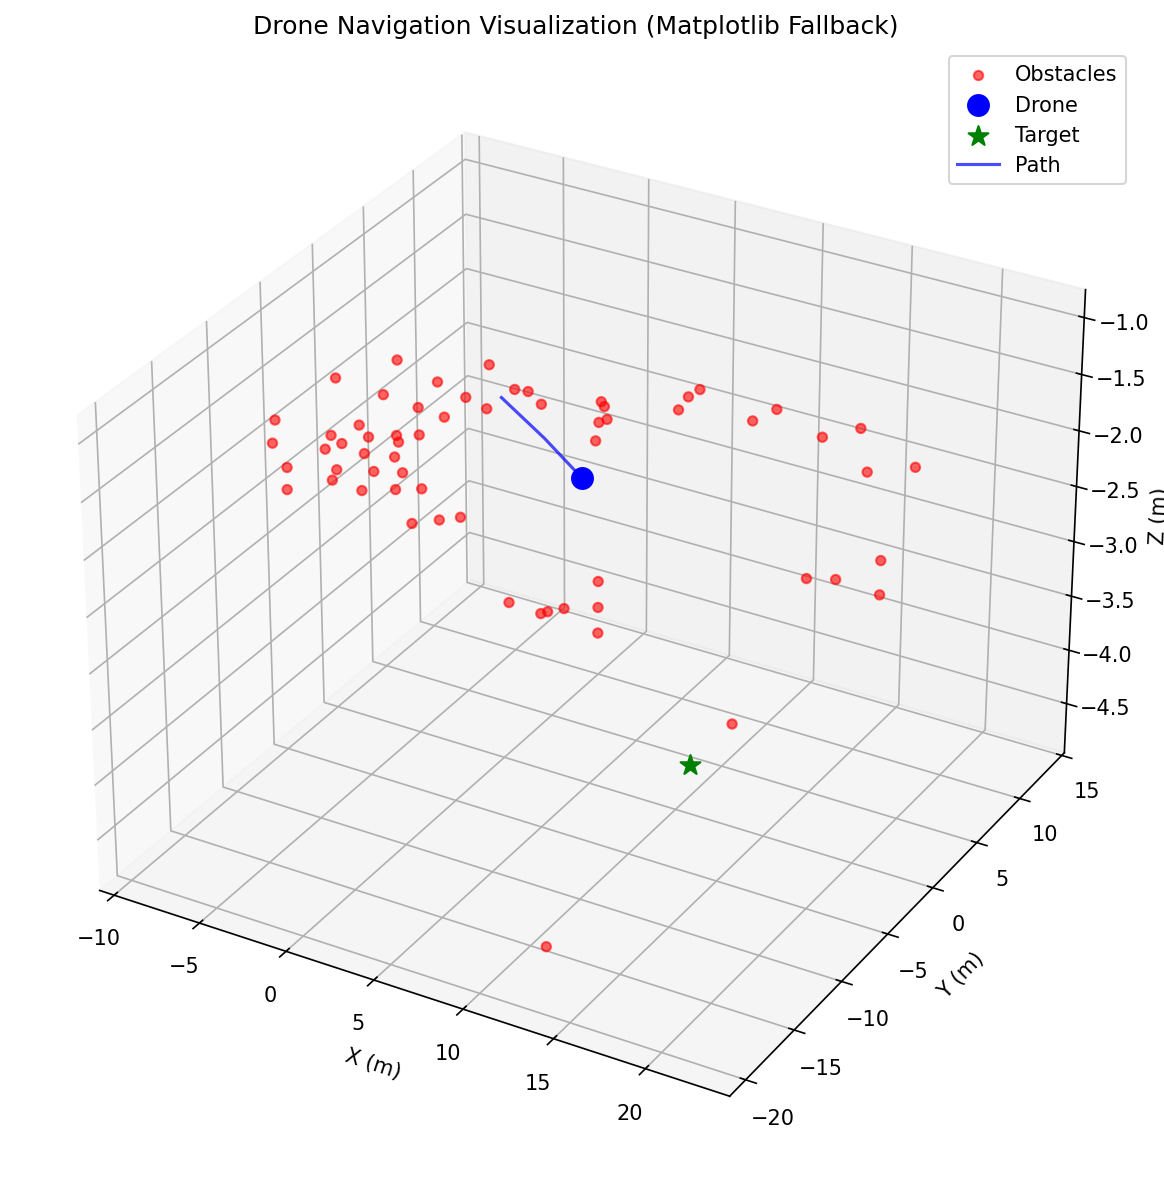 Drone Navigation Visualization (Matplotlib Fallback)
Obstacles
Drone
Target
Path
−1.0
−1.5
−2.0
−2.5
−3.0
−3.5
−4.0
−4.5
Z (m)
15
10
5
0
−5
−10
−15
−20
Y (m)
−10
−5
0
5
10
15
20
X (m)